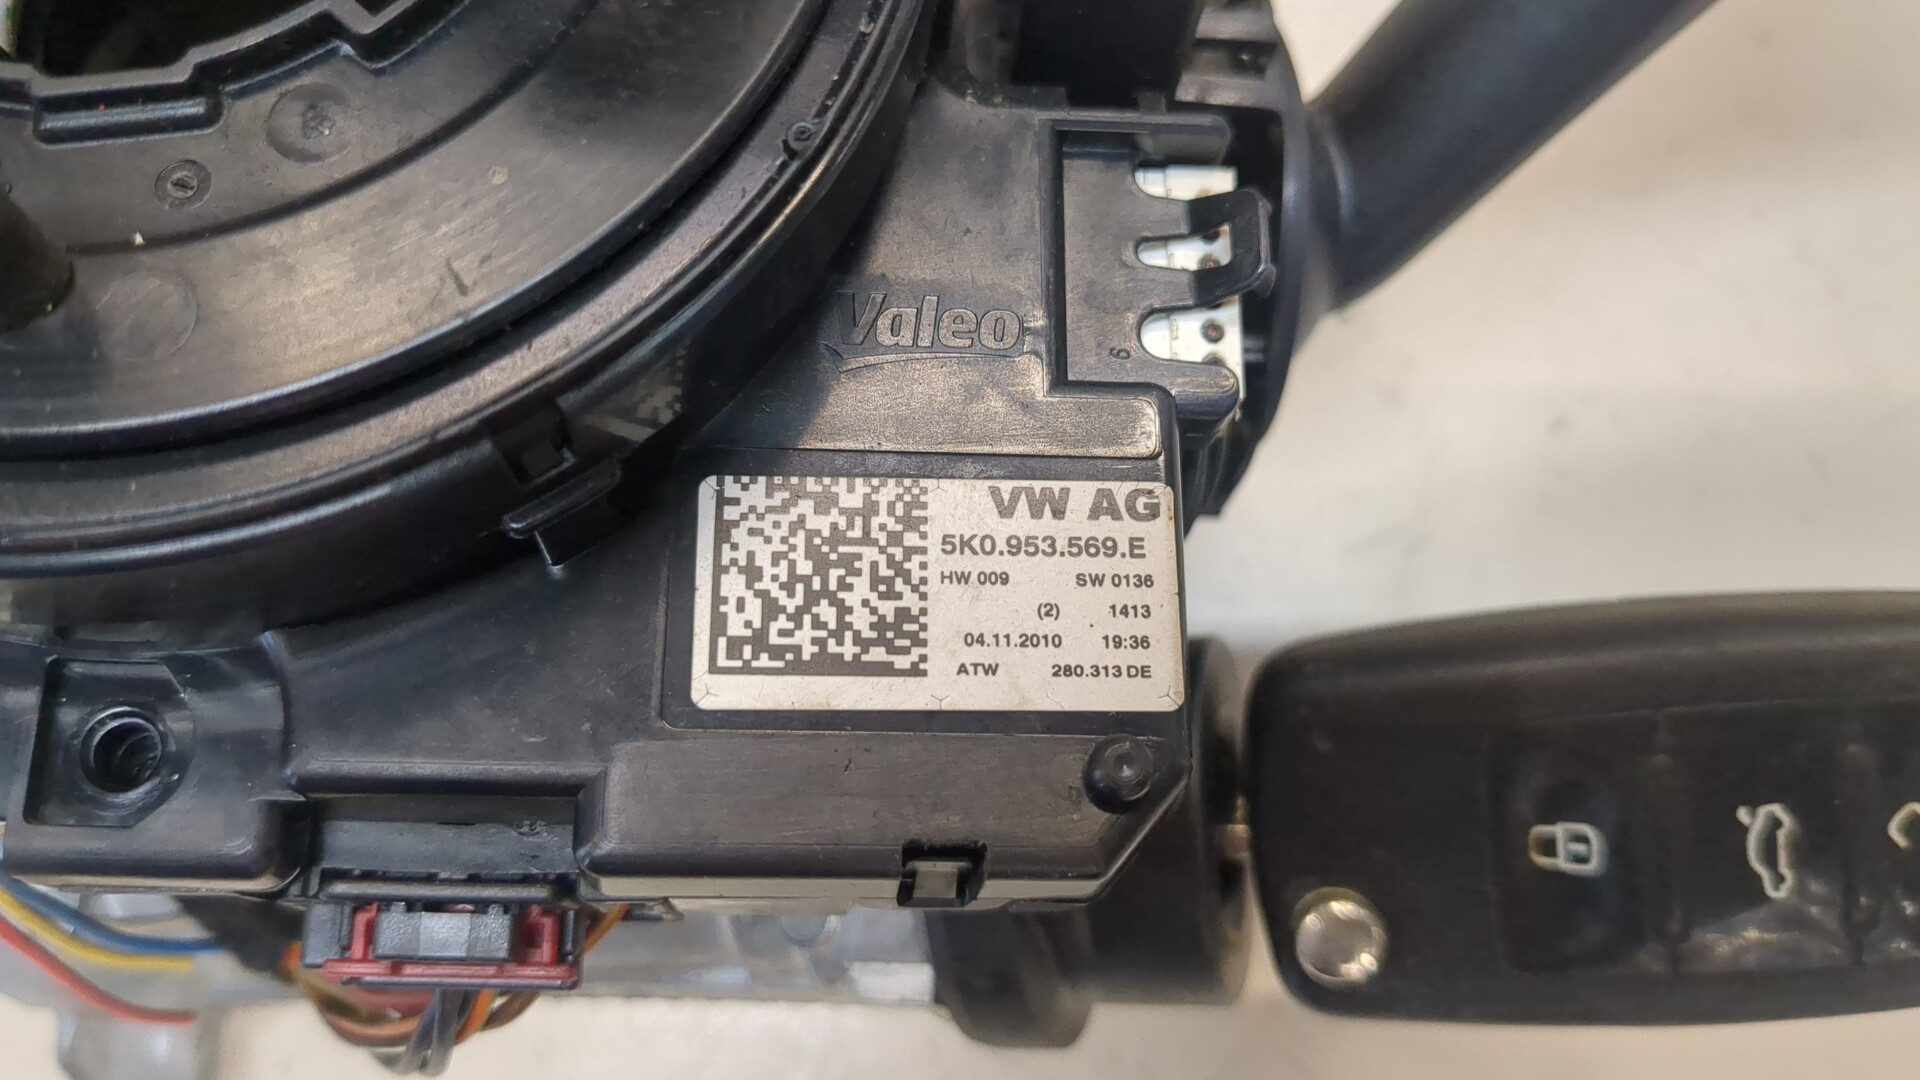 Valeo
9
VW AG
5K0.953.569.E
HW 009 SW 0136
(2) 1413
04.11.2010 19:36
ATW 280.313 DE